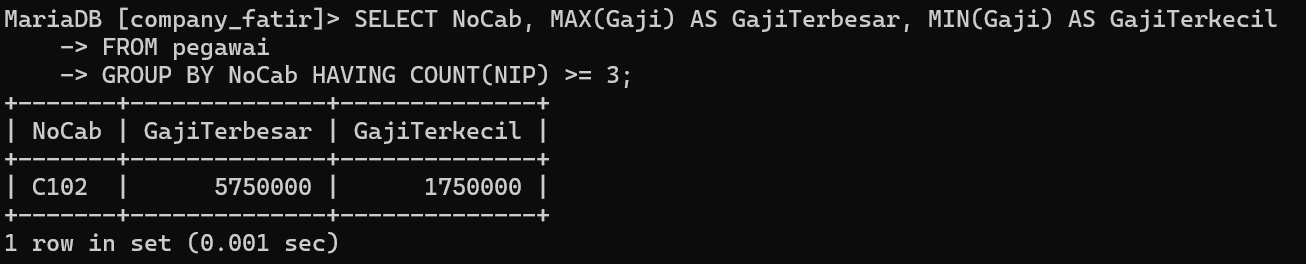 MariaDB [company_fatir]> SELECT NoCab, MAX(Gaji) AS GajiTerbesar, MIN(Gaji) AS GajiTerkecil
    -> FROM pegawai
    -> GROUP BY NoCab HAVING COUNT(NIP) >= 3;
+-------+--------------+--------------+
| NoCab | GajiTerbesar | GajiTerkecil |
+-------+--------------+--------------+
| C102  |      5750000 |      1750000 |
+-------+--------------+--------------+
1 row in set (0.001 sec)